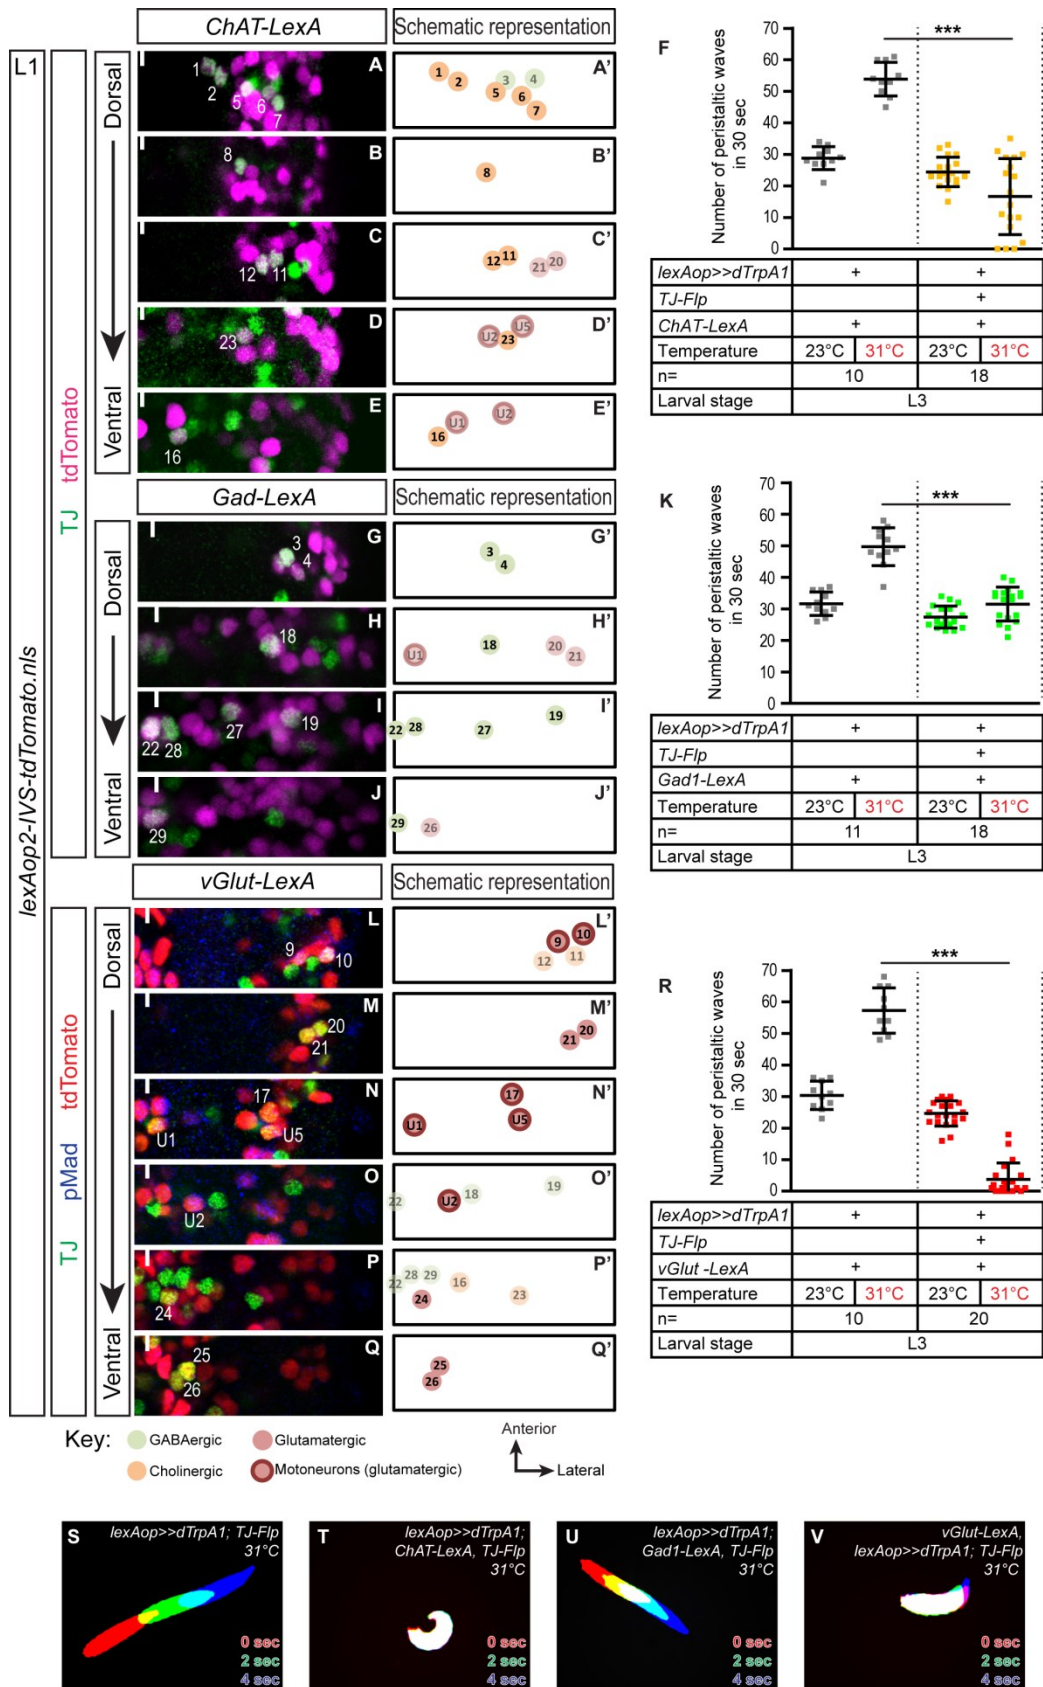 L1
lexAop2-IVS-tdTomato.nls
TJ tdTomato
Dorsal
Ventral
ChAT-LexA
Schematic representation
A
1
2
5
6
7
A'
1
2
3
4
5
6
7
B
8
B'
8
C
12
11
C'
12
11
21
20
D
23
D'
U2
U5
23
E
16
E'
U1
U2
16
Gad-LexA
Schematic representation
Dorsal
Ventral
G
3
4
G'
3
4
H
18
H'
U1
18
20
21
I
22
28
27
19
I'
22
28
27
19
J
29
J'
29
26
vGlut-LexA
Schematic representation
TJ pMad tdTomato
Dorsal
Ventral
L
9
10
L'
9
10
12
11
M
20
21
M'
20
21
N
17
U1
U5
N'
17
U1
U5
O
U2
O'
22
U2
18
19
P
24
P'
22
28
29
16
24
23
Q
25
26
Q'
25
26
Key:
GABAergic
Glutamatergic
Cholinergic
Motoneurons (glutamatergic)
Anterior
Lateral
F
Number of peristaltic waves
in 30 sec
70
60
50
40
30
20
10
0
***
lexAop>>dTrpA1 + +
TJ-Flp +
ChAT-LexA + +
Temperature 23°C 31°C 23°C 31°C
n= 10 18
Larval stage L3
K
Number of peristaltic waves
in 30 sec
70
60
50
40
30
20
10
0
***
lexAop>>dTrpA1 + +
TJ-Flp +
Gad1-LexA + +
Temperature 23°C 31°C 23°C 31°C
n= 11 18
Larval stage L3
R
Number of peristaltic waves
in 30 sec
70
60
50
40
30
20
10
0
***
lexAop>>dTrpA1 + +
TJ-Flp +
vGlut -LexA + +
Temperature 23°C 31°C 23°C 31°C
n= 10 20
Larval stage L3
S
lexAop>>dTrpA1; TJ-Flp
31°C
0 sec
2 sec
4 sec
T
lexAop>>dTrpA1;
ChAT-LexA, TJ-Flp
31°C
0 sec
2 sec
4 sec
U
lexAop>>dTrpA1;
Gad1-LexA, TJ-Flp
31°C
0 sec
2 sec
4 sec
V
vGlut-LexA,
lexAop>>dTrpA1; TJ-Flp
31°C
0 sec
2 sec
4 sec